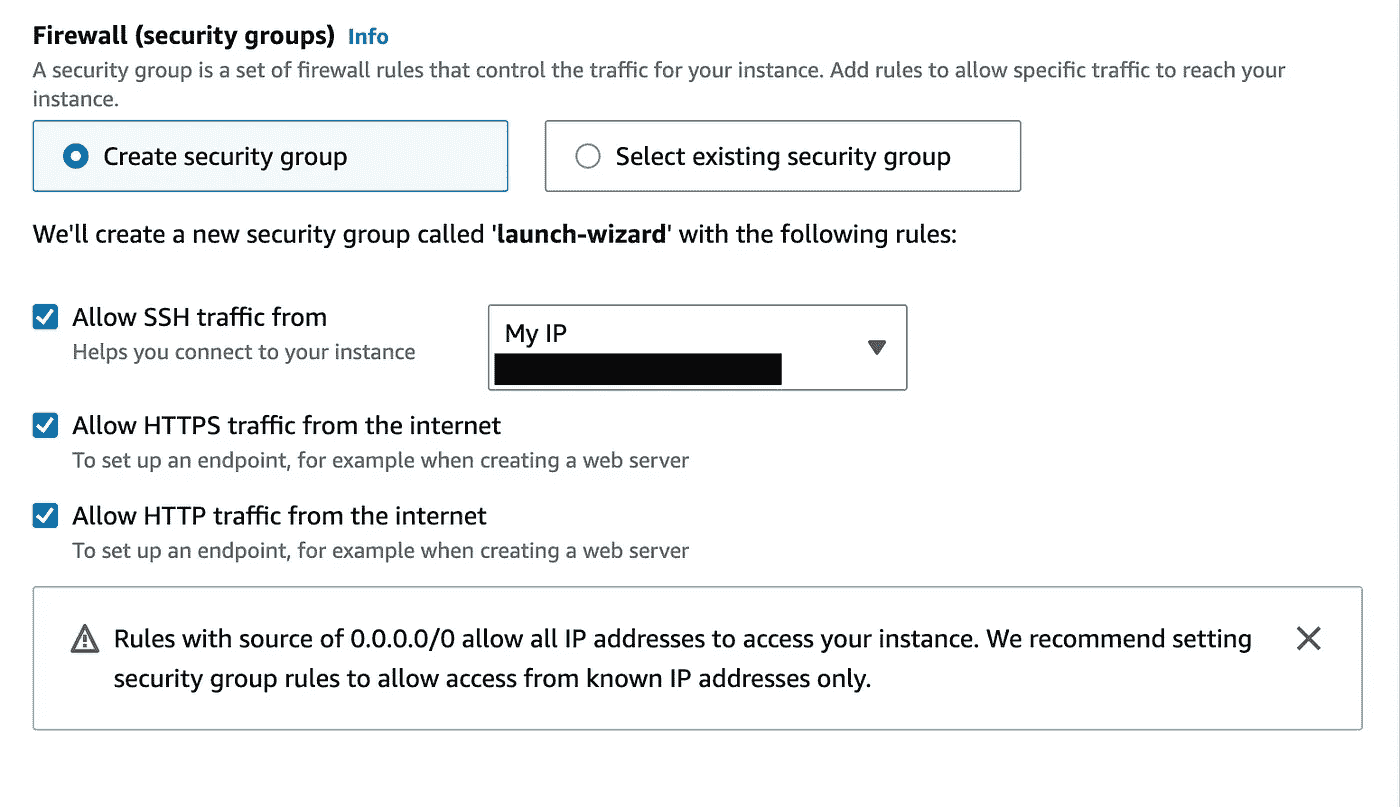 Firewall (security groups) Info
A security group is a set of firewall rules that control the traffic for your instance. Add rules to allow specific traffic to reach your
instance.
Create security group
Select existing security group
We'll create a new security group called 'launch-wizard' with the following rules:
Allow SSH traffic from
Helps you connect to your instance
My IP
Allow HTTPS traffic from the internet
To set up an endpoint, for example when creating a web server
Allow HTTP traffic from the internet
To set up an endpoint, for example when creating a web server
Rules with source of 0.0.0.0/0 allow all IP addresses to access your instance. We recommend setting
security group rules to allow access from known IP addresses only.